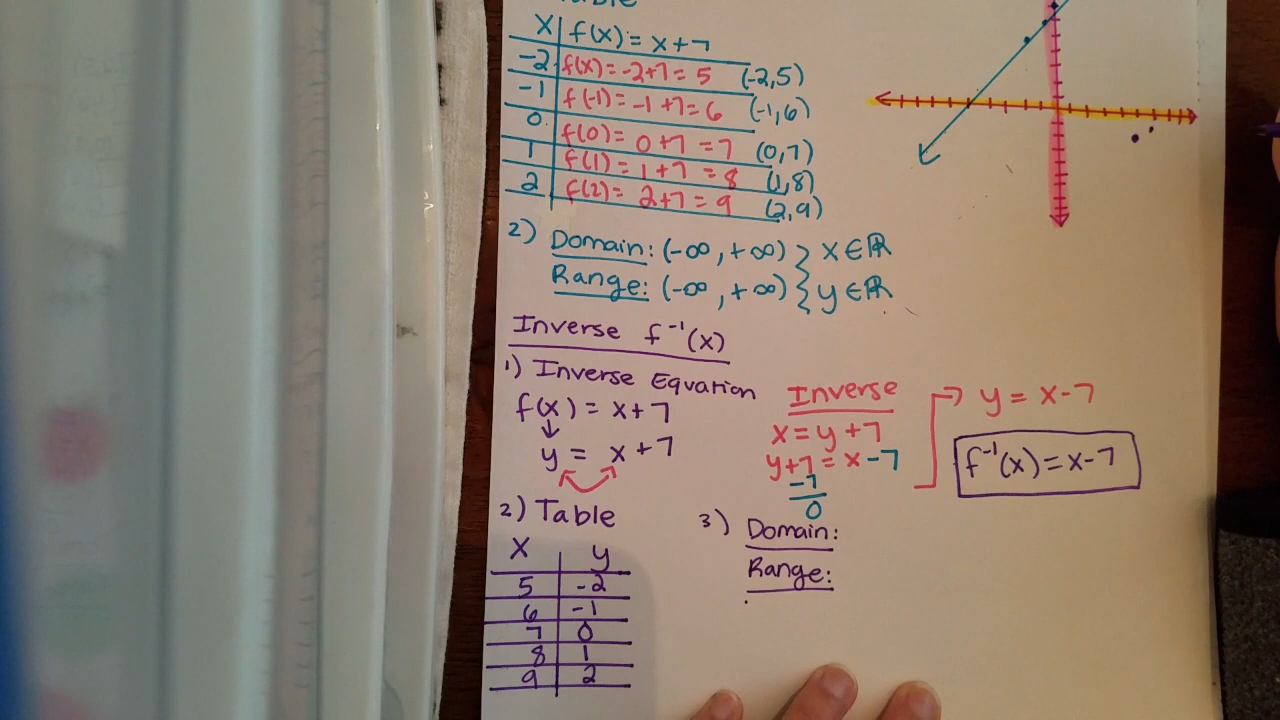 Table
X f(x) = x+7
-2 f(x) = -2+7 = 5 (-2,5)
-1 f(-1) = -1+7 = 6 (-1,6)
0 f(0) = 0+7 = 7 (0,7)
1 f(1) = 1+7 = 8 (1,8)
2 f(2) = 2+7 = 9 (2,9)
2) Domain: (-∞, +∞) } x∈ℝ
Range: (-∞, +∞) } y∈ℝ
Inverse f⁻¹(x)
1) Inverse Equation
f(x) = x+7
↓
y = x+7
Inverse
x = y+7
y+7 = x-7
-7
0
→ y = x-7
f⁻¹(x) = x-7
2) Table
X y
5 -2
6 -1
7 0
8 1
9 2
3) Domain:
Range: